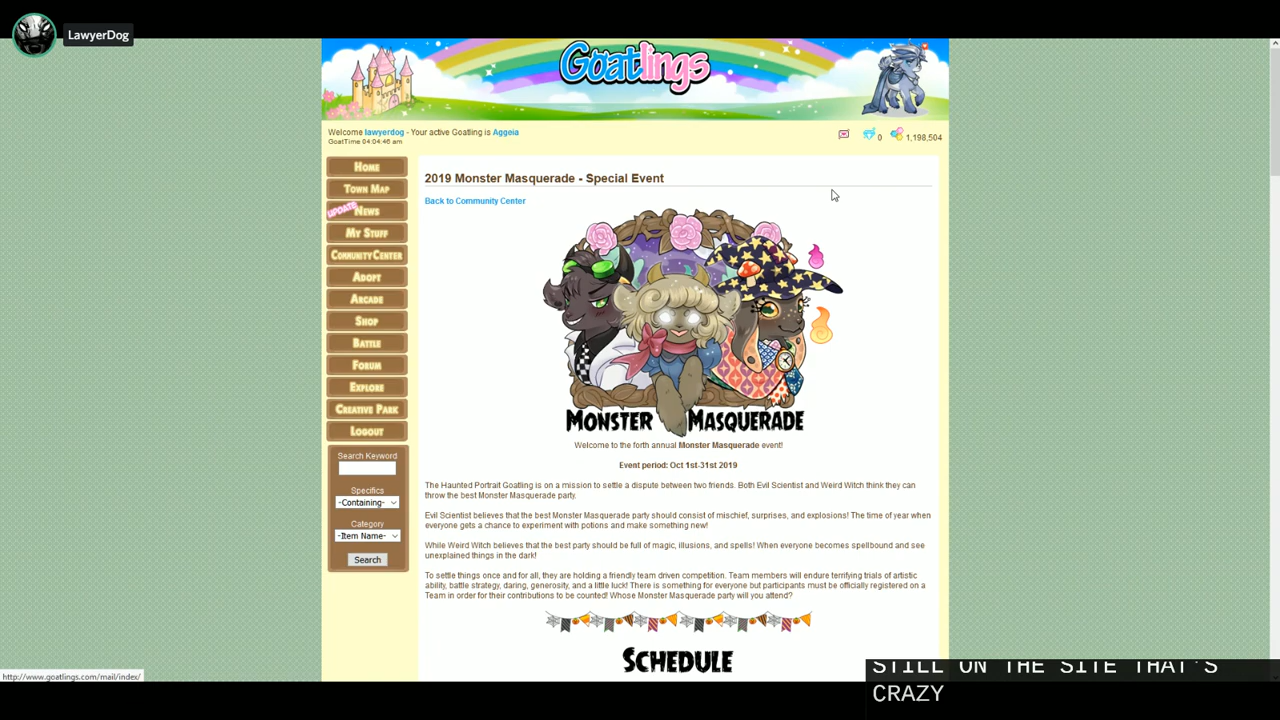 LawyerDog
Goatlings
Welcome lawyerdog - Your active Goatling is Aggeia
GoatTime 04:04:46 am
0
1,198,504
Home
Town Map
UPDATE News
My Stuff
Community Center
Adopt
Arcade
Shop
Battle
Forum
Explore
Creative Park
Logout
Search Keyword
Specifics
-Containing-
Category
-Item Name-
Search
2019 Monster Masquerade - Special Event
Back to Community Center
MONSTER MASQUERADE
Welcome to the forth annual Monster Masquerade event!
Event period: Oct 1st-31st 2019
The Haunted Portrait Goatling is on a mission to settle a dispute between two friends. Both Evil Scientist and Weird Witch think they can
throw the best Monster Masquerade party.
Evil Scientist believes that the best Monster Masquerade party should consist of mischief, surprises, and explosions! The time of year when
everyone gets a chance to experiment with potions and make something new!
While Weird Witch believes that the best party should be full of magic, illusions, and spells! When everyone becomes spellbound and see
unexplained things in the dark!
To settle things once and for all, they are holding a friendly team driven competition. Team members will endure terrifying trials of artistic
ability, battle strategy, daring, generosity, and a little luck! There is something for everyone but participants must be officially registered on a
Team in order for their contributions to be counted! Whose Monster Masquerade party will you attend?
SCHEDULE
http://www.goatlings.com/mail/index/
STILL ON THE SITE THAT'S
CRAZY